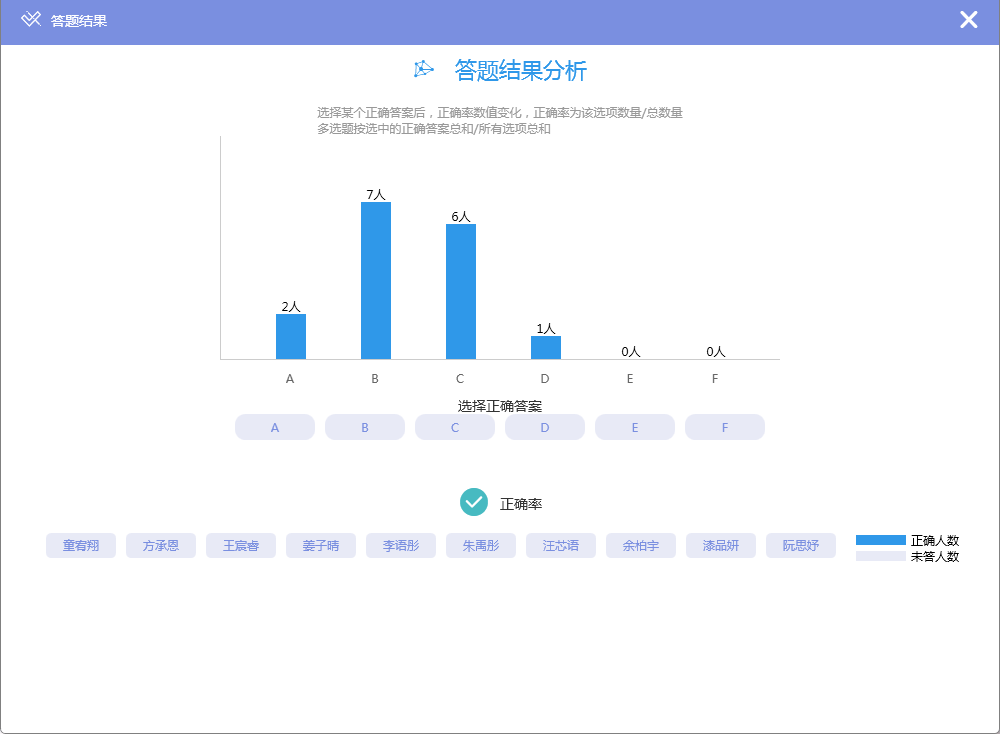 答题结果
答题结果分析
选择某个正确答案后，正确率数值变化，正确率为该选项数量/总数量
多选题按选中的正确答案总和/所有选项总和
7人
6人
2人
1人
0人 0人
A B C D E F
选择正确答案
A B C D E F
正确率
童宥翔 方承恩 王宸睿 姜子晴 李语彤 朱禹彤 汪芯语 余柏宇 漆品妍 阮思妤
正确人数
未答人数